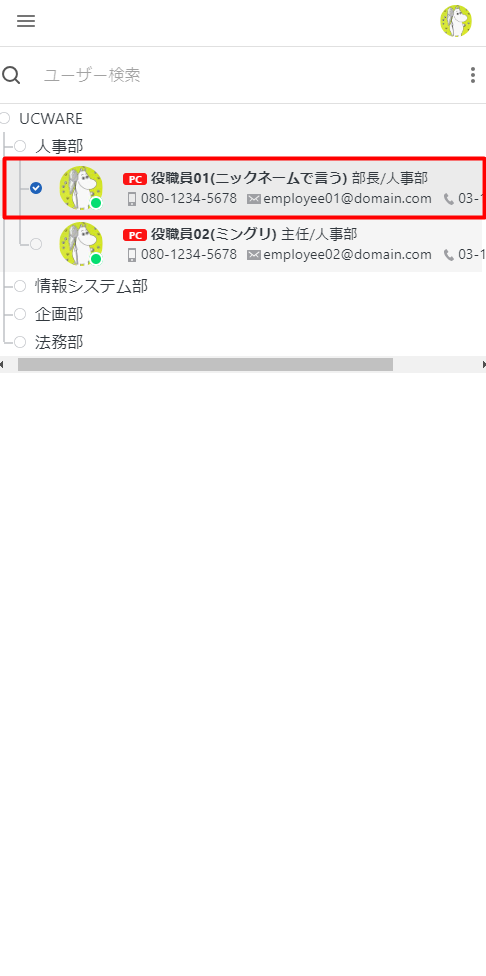 ユーザー検索
UCWARE
人事部
PC 役職員01(ニックネームで言う) 部長/人事部
080-1234-5678 employee01@domain.com 03-1
PC 役職員02(ミングリ) 主任/人事部
080-1234-5678 employee02@domain.com 03-1
情報システム部
企画部
法務部